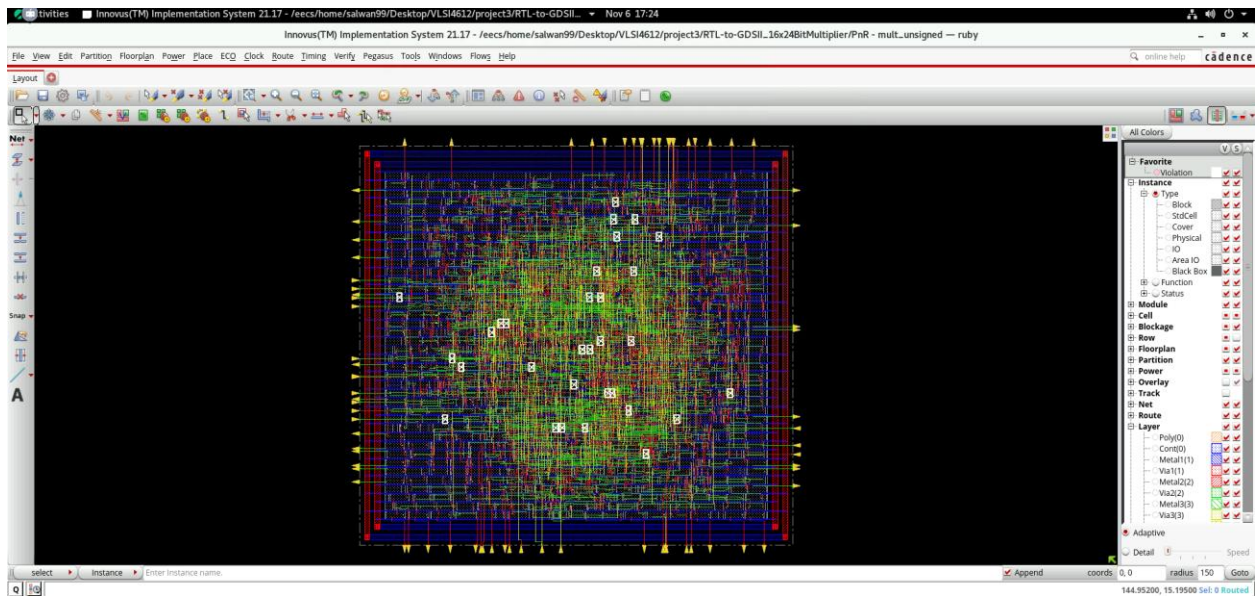 tivities Innovus(TM) Implementation System 21.17 - /eecs/home/salwan99/Desktop/VLSI4612/project3/RTL-to-GDSII_... Nov 6 17:24
Innovus(TM) Implementation System 21.17 - /eecs/home/salwan99/Desktop/VLSI4612/project3/RTL-to-GDSII_16x24BitMultiplier/PnR - mult_unsigned — ruby
File View Edit Partition Floorplan Power Place ECO Clock Route Timing Verify Pegasus Tools Windows Flows Help
online help cādence
Layout
All Colors
Net
V S
Favorite
Violation
Instance
Type
Block
StdCell
Cover
Physical
IO
Area IO
Black Box
Function
Status
Module
Cell
Blockage
Row
Floorplan
Partition
Power
Overlay
Track
Net
Route
Layer
Poly(0)
Cont(0)
Metal1(1)
Via1(1)
Metal2(2)
Via2(2)
Metal3(3)
Via3(3)
Snap
A
Adaptive
Detail Speed
select Instance Enter Instance name. Append coords 0, 0 radius 150 Goto
Q 144.95200, 15.19500 Sel: 0 Routed